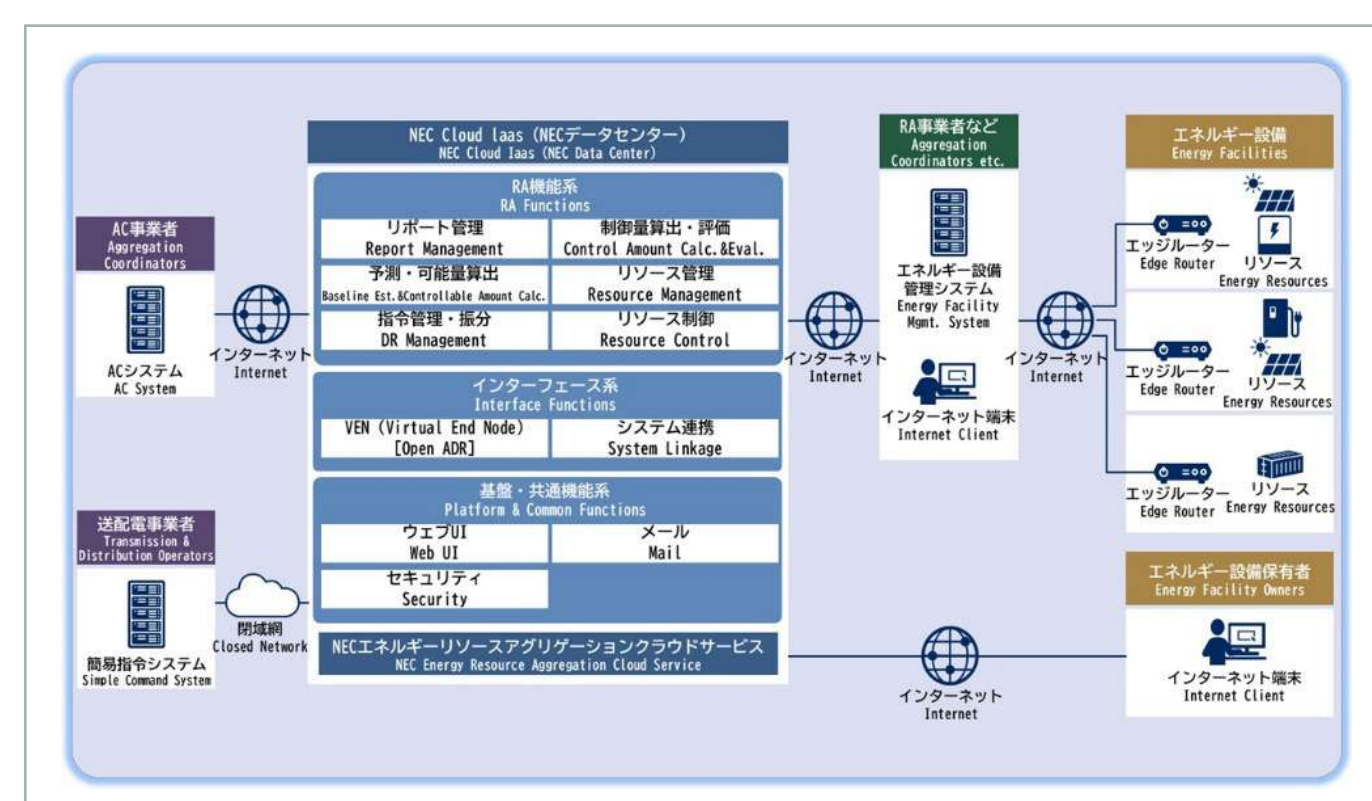 AC事業者
Aggregation
Coordinators
ACシステム
AC System
インターネット
Internet
送配電事業者
Transmission &
Distribution Operators
簡易指令システム
Simple Command System
閉域網
Closed Network
NEC Cloud Iaas (NECデータセンター)
NEC Cloud Iaas (NEC Data Center)
RA機能系
RA Functions
リポート管理
Report Management
制御量算出・評価
Control Amount Calc.&Eval.
予測・可能量算出
Baseline Est.&Controllable Amount Calc.
リソース管理
Resource Management
指令管理・振分
DR Management
リソース制御
Resource Control
インターフェース系
Interface Functions
VEN (Virtual End Node)
[Open ADR]
システム連携
System Linkage
基盤・共通機能系
Platform & Common Functions
ウェブUI
Web UI
メール
Mail
セキュリティ
Security
NECエネルギーリソースアグリゲーションクラウドサービス
NEC Energy Resource Aggregation Cloud Service
インターネット
Internet
RA事業者など
Aggregation
Coordinators etc.
エネルギー設備
管理システム
Energy Facility
Mgmt. System
インターネット端末
Internet Client
インターネット
Internet
エネルギー設備
Energy Facilities
エッジルーター
Edge Router
リソース
Energy Resources
エッジルーター
Edge Router
リソース
Energy Resources
エッジルーター
Edge Router
リソース
Energy Resources
インターネット
Internet
エネルギー設備保有者
Energy Facility Owners
インターネット端末
Internet Client